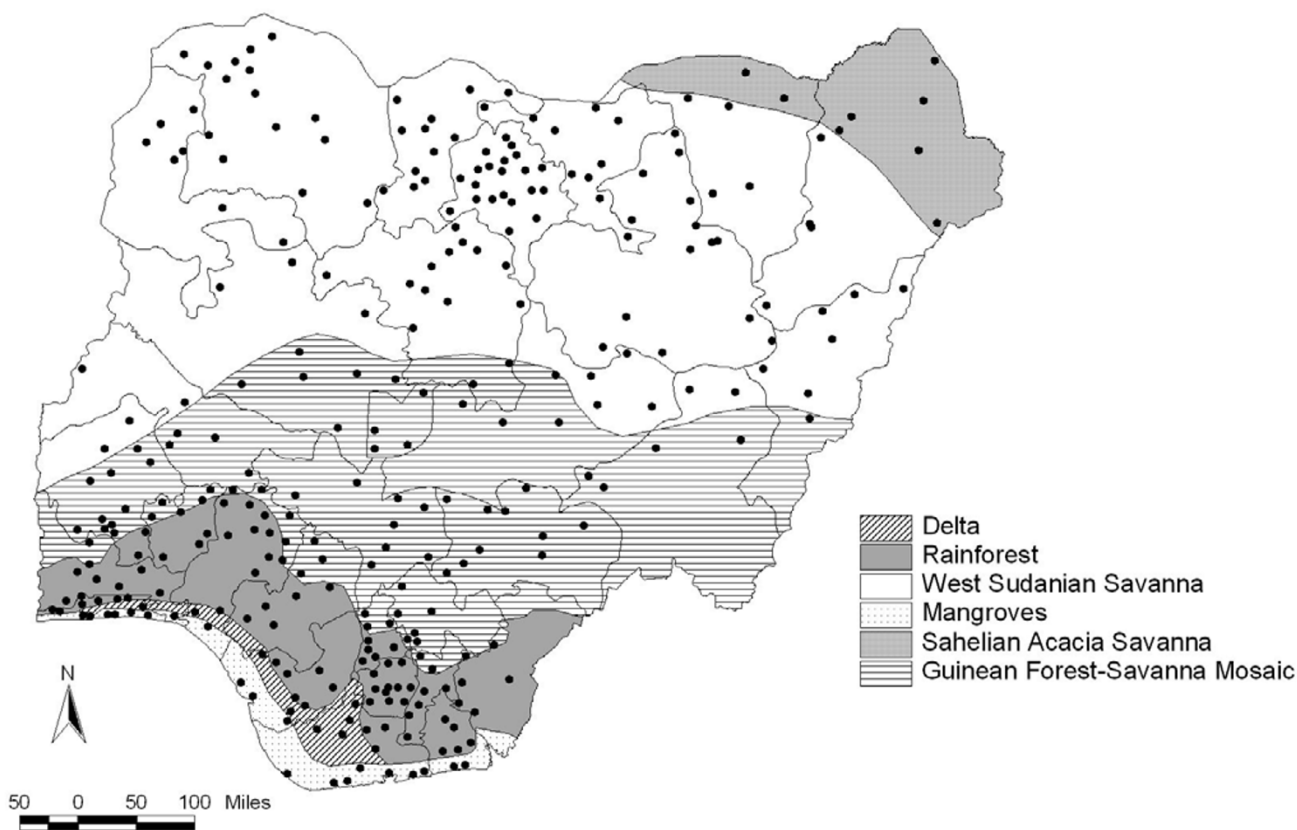 Delta
Rainforest
West Sudanian Savanna
Mangroves
Sahelian Acacia Savanna
Guinean Forest-Savanna Mosaic
N
50 0 50 100 Miles